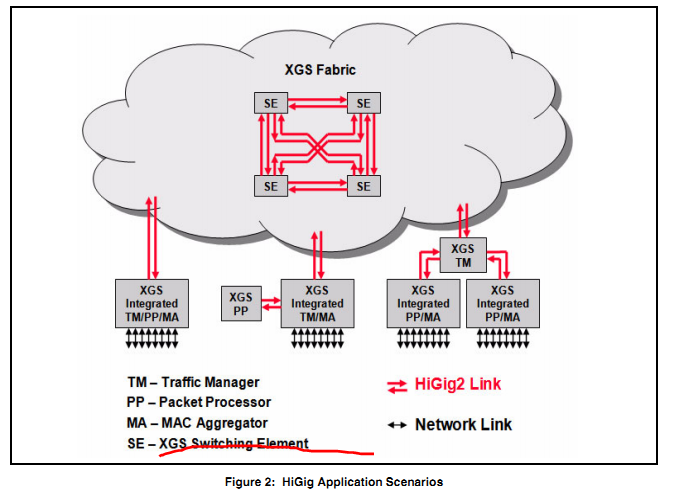 XGS Fabric
SE
SE
SE
SE
XGS
TM
XGS
Integrated
TM/PP/MA
XGS
PP
XGS
Integrated
TM/MA
XGS
Integrated
PP/MA
XGS
Integrated
PP/MA
TM – Traffic Manager
PP – Packet Processor
MA – MAC Aggregator
SE – XGS Switching Element
HiGig2 Link
Network Link
Figure 2: HiGig Application Scenarios